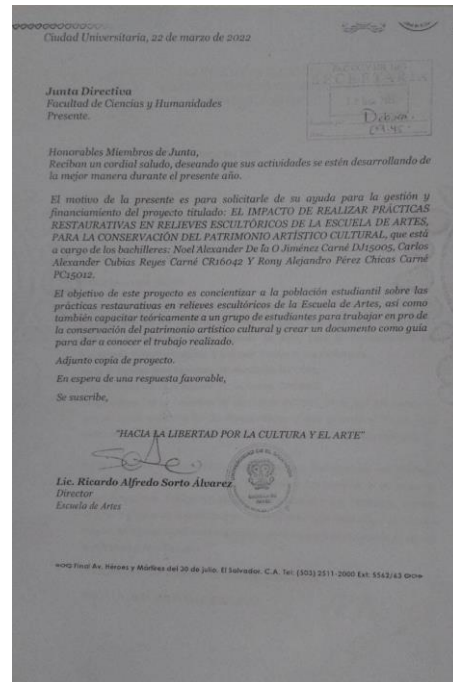 Ciudad Universitaria, 22 de marzo de 2022
SECRETARIA
Debora
09:45
Junta Directiva
Facultad de Ciencias y Humanidades
Presente.
Honorables Miembros de Junta,
Reciban un cordial saludo, deseando que sus actividades se estén desarrollando de
la mejor manera durante el presente año.
El motivo de la presente es para solicitarle de su ayuda para la gestión y
financiamiento del proyecto titulado: EL IMPACTO DE REALIZAR PRÁCTICAS
RESTAURATIVAS EN RELIEVES ESCULTÓRICOS DE LA ESCUELA DE ARTES,
PARA LA CONSERVACIÓN DEL PATRIMONIO ARTÍSTICO CULTURAL, que está
a cargo de los bachilleres: Noel Alexander De la O Jiménez Carné DJ15005, Carlos
Alexander Cubias Reyes Carné CR16042 Y Rony Alejandro Pérez Chicas Carné
PC15012.
El objetivo de este proyecto es concientizar a la población estudiantil sobre las
prácticas restaurativas en relieves escultóricos de la Escuela de Artes, así como
también capacitar teóricamente a un grupo de estudiantes para trabajar en pro de
la conservación del patrimonio artístico cultural y crear un documento como guía
para dar a conocer el trabajo realizado.
Adjunto copia de proyecto.
En espera de una respuesta favorable,
Se suscribe,
"HACIA LA LIBERTAD POR LA CULTURA Y EL ARTE"
Lic. Ricardo Alfredo Sorto Álvarez
Director
Escuela de Artes
Final Av. Héroes y Mártires del 30 de julio. El Salvador. C.A. Tel: (503) 2511-2000 Ext: 5562/63